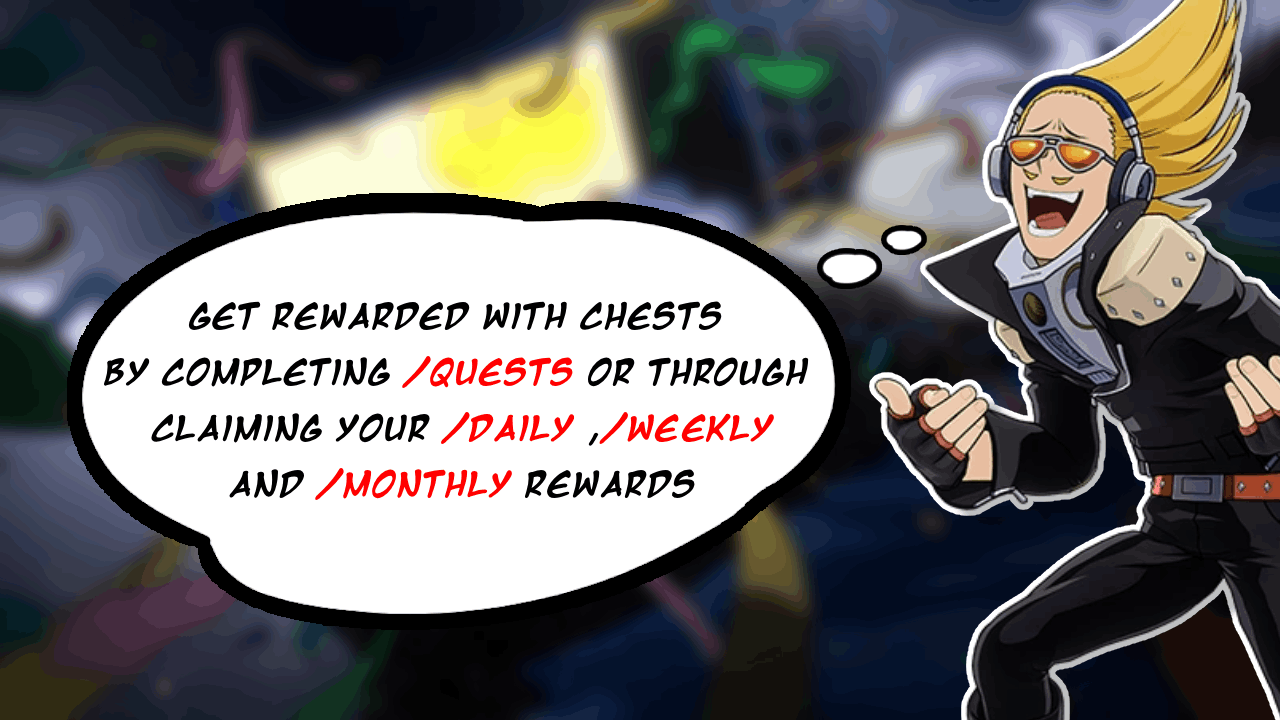 GET REWARDED WITH CHESTS
BY COMPLETING /QUESTS OR THROUGH
CLAIMING YOUR /DAILY ,/WEEKLY
AND /MONTHLY REWARDS